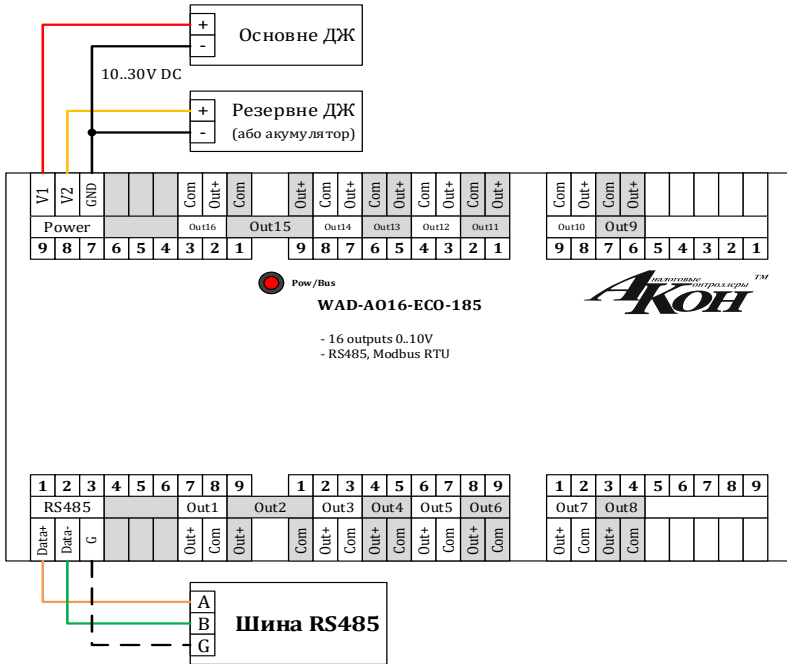 +
Основне ДЖ
-
10..30V DC
+
Резервне ДЖ
-
(або акумулятор)
V1 V2 GND Com Out+ Com Out+ Com Out+ Com Out+ Com Out+ Com Out+ Com Out+ Com Out+
Power Out16 Out15 Out14 Out13 Out12 Out11 Out10 Out9
9 8 7 6 5 4 3 2 1 9 8 7 6 5 4 3 2 1 9 8 7 6 5 4 3 2 1
Pow/Bus
WAD-AO16-ECO-185
АКОН
Аналоговые контроллеры
TM
- 16 outputs 0..10V
- RS485, Modbus RTU
1 2 3 4 5 6 7 8 9 1 2 3 4 5 6 7 8 9 1 2 3 4 5 6 7 8 9
RS485 Out1 Out2 Out3 Out4 Out5 Out6 Out7 Out8
Data+ Data- G Out+ Com Out+ Com Out+ Com Out+ Com Out+ Com Out+ Com Out+ Com Out+ Com
A
B
Шина RS485
G